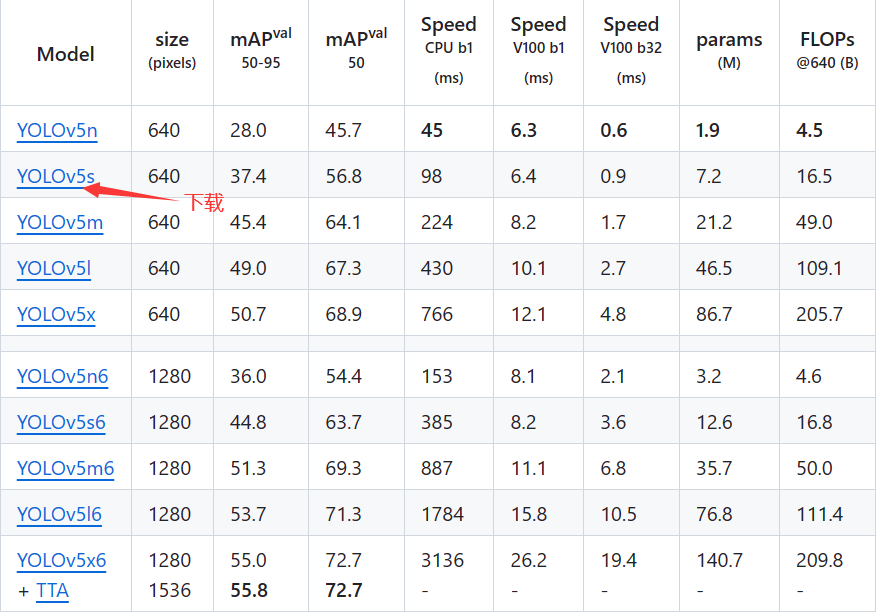 Model size (pixels) mAPval 50-95 mAPval 50 Speed CPU b1 (ms) Speed V100 b1 (ms) Speed V100 b32 (ms) params (M) FLOPs @640 (B)
YOLOv5n 640 28.0 45.7 45 6.3 0.6 1.9 4.5
YOLOv5s 640 37.4 56.8 98 6.4 0.9 7.2 16.5
下载
YOLOv5m 640 45.4 64.1 224 8.2 1.7 21.2 49.0
YOLOv5l 640 49.0 67.3 430 10.1 2.7 46.5 109.1
YOLOv5x 640 50.7 68.9 766 12.1 4.8 86.7 205.7
YOLOv5n6 1280 36.0 54.4 153 8.1 2.1 3.2 4.6
YOLOv5s6 1280 44.8 63.7 385 8.2 3.6 12.6 16.8
YOLOv5m6 1280 51.3 69.3 887 11.1 6.8 35.7 50.0
YOLOv5l6 1280 53.7 71.3 1784 15.8 10.5 76.8 111.4
YOLOv5x6 1280 55.0 72.7 3136 26.2 19.4 140.7 209.8
+ TTA 1536 55.8 72.7 - - - - -